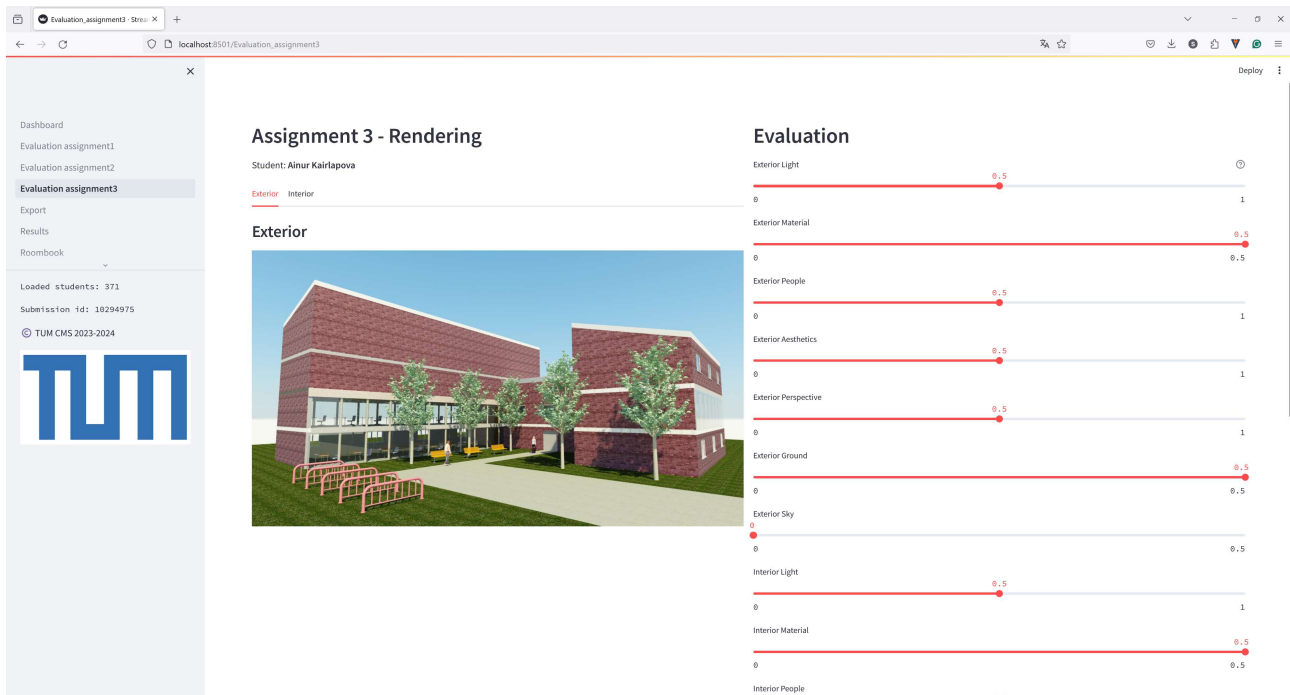 Evaluation_assignment3 · Strea
localhost:8501/Evaluation_assignment3
Deploy
Dashboard
Evaluation assignment1
Evaluation assignment2
Evaluation assignment3
Export
Results
Roombook
Loaded students: 371
Submission id: 10294975
© TUM CMS 2023-2024
TUM
Assignment 3 - Rendering
Student: Ainur Kairlapova
Exterior Interior
Exterior
Evaluation
Exterior Light
0.5
0 1
Exterior Material
0.5
0 0.5
Exterior People
0.5
0 1
Exterior Aesthetics
0.5
0 1
Exterior Perspective
0.5
0 1
Exterior Ground
0.5
0 0.5
Exterior Sky
0
0 0.5
Interior Light
0.5
0 1
Interior Material
0.5
0 0.5
Interior People